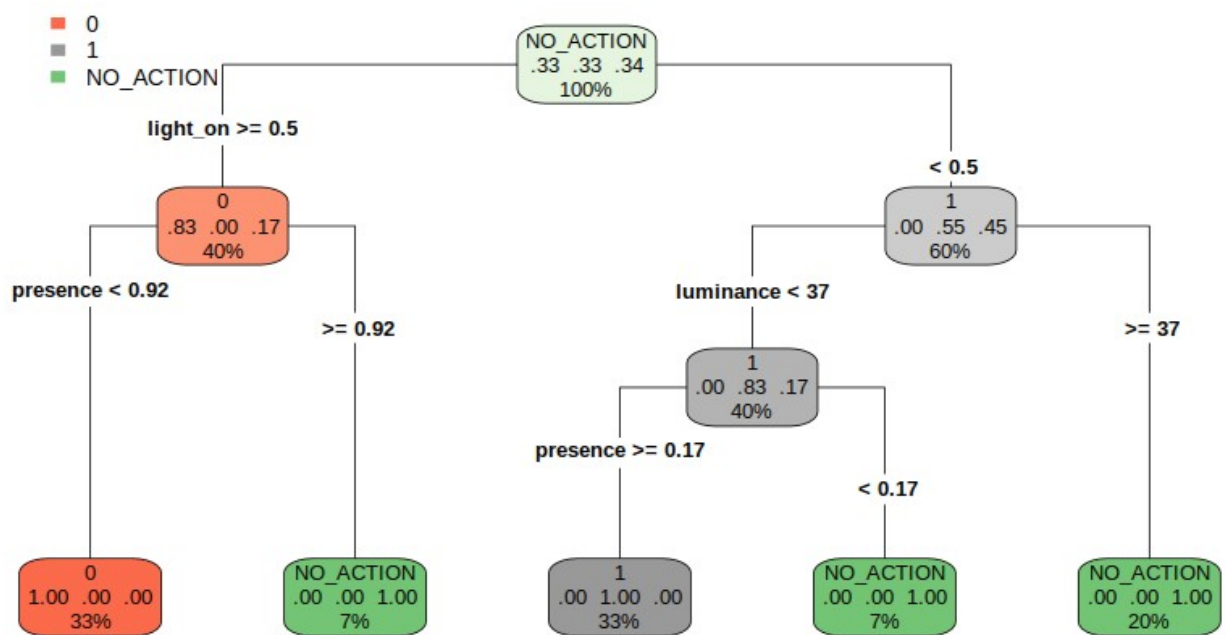 0
1
NO_ACTION
NO_ACTION
.33 .33 .34
100%
light_on >= 0.5
< 0.5
0
.83 .00 .17
40%
1
.00 .55 .45
60%
presence < 0.92
>= 0.92
luminance < 37
>= 37
1
.00 .83 .17
40%
presence >= 0.17
< 0.17
0
1.00 .00 .00
33%
NO_ACTION
.00 .00 1.00
7%
1
.00 1.00 .00
33%
NO_ACTION
.00 .00 1.00
7%
NO_ACTION
.00 .00 1.00
20%